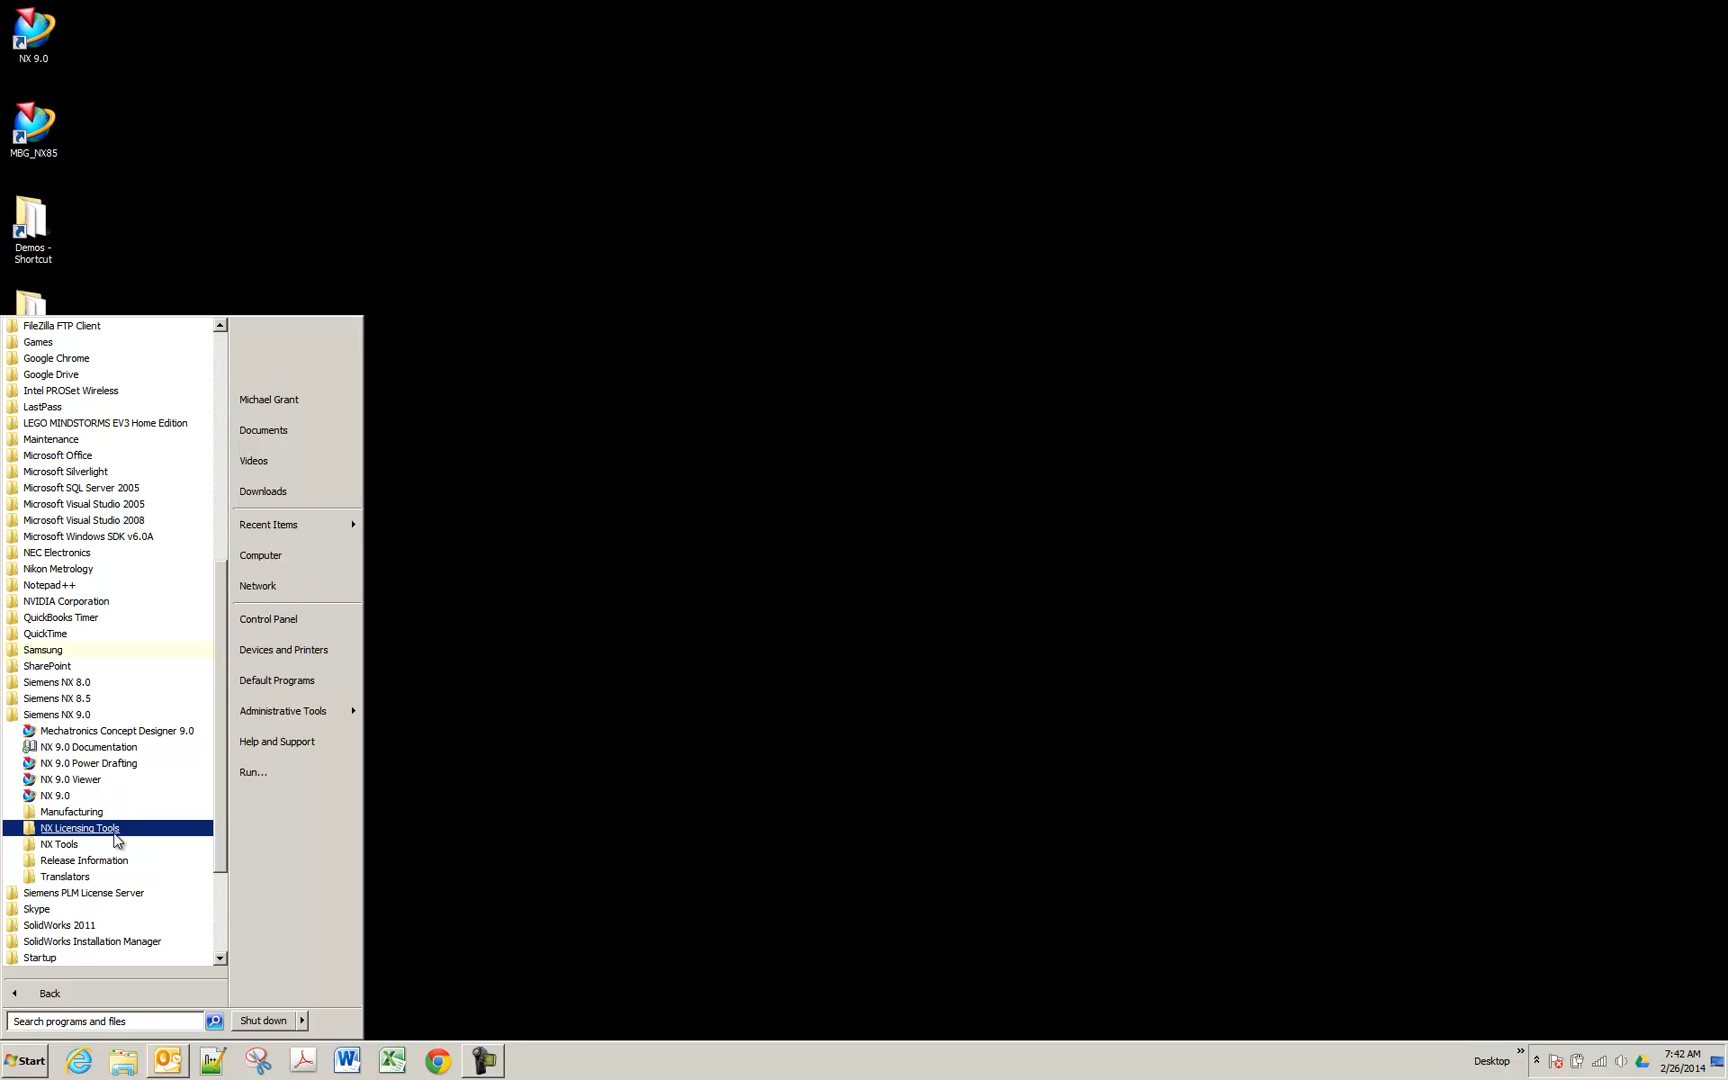 NX 9.0
MBG_NX85
Demos -
Shortcut
FileZilla FTP Client
Games
Google Chrome
Google Drive
Intel PROSet Wireless
LastPass
LEGO MINDSTORMS EV3 Home Edition
Maintenance
Microsoft Office
Microsoft Silverlight
Microsoft SQL Server 2005
Microsoft Visual Studio 2005
Microsoft Visual Studio 2008
Microsoft Windows SDK v6.0A
NEC Electronics
Nikon Metrology
Notepad++
NVIDIA Corporation
QuickBooks Timer
QuickTime
Samsung
SharePoint
Siemens NX 8.0
Siemens NX 8.5
Siemens NX 9.0
Mechatronics Concept Designer 9.0
NX 9.0 Documentation
NX 9.0 Power Drafting
NX 9.0 Viewer
NX 9.0
Manufacturing
NX Licensing Tools
NX Tools
Release Information
Translators
Siemens PLM License Server
Skype
SolidWorks 2011
SolidWorks Installation Manager
Startup
Back
Search programs and files
Michael Grant
Documents
Videos
Downloads
Recent Items
Computer
Network
Control Panel
Devices and Printers
Default Programs
Administrative Tools
Help and Support
Run...
Shut down
Start
Desktop
7:42 AM
2/26/2014